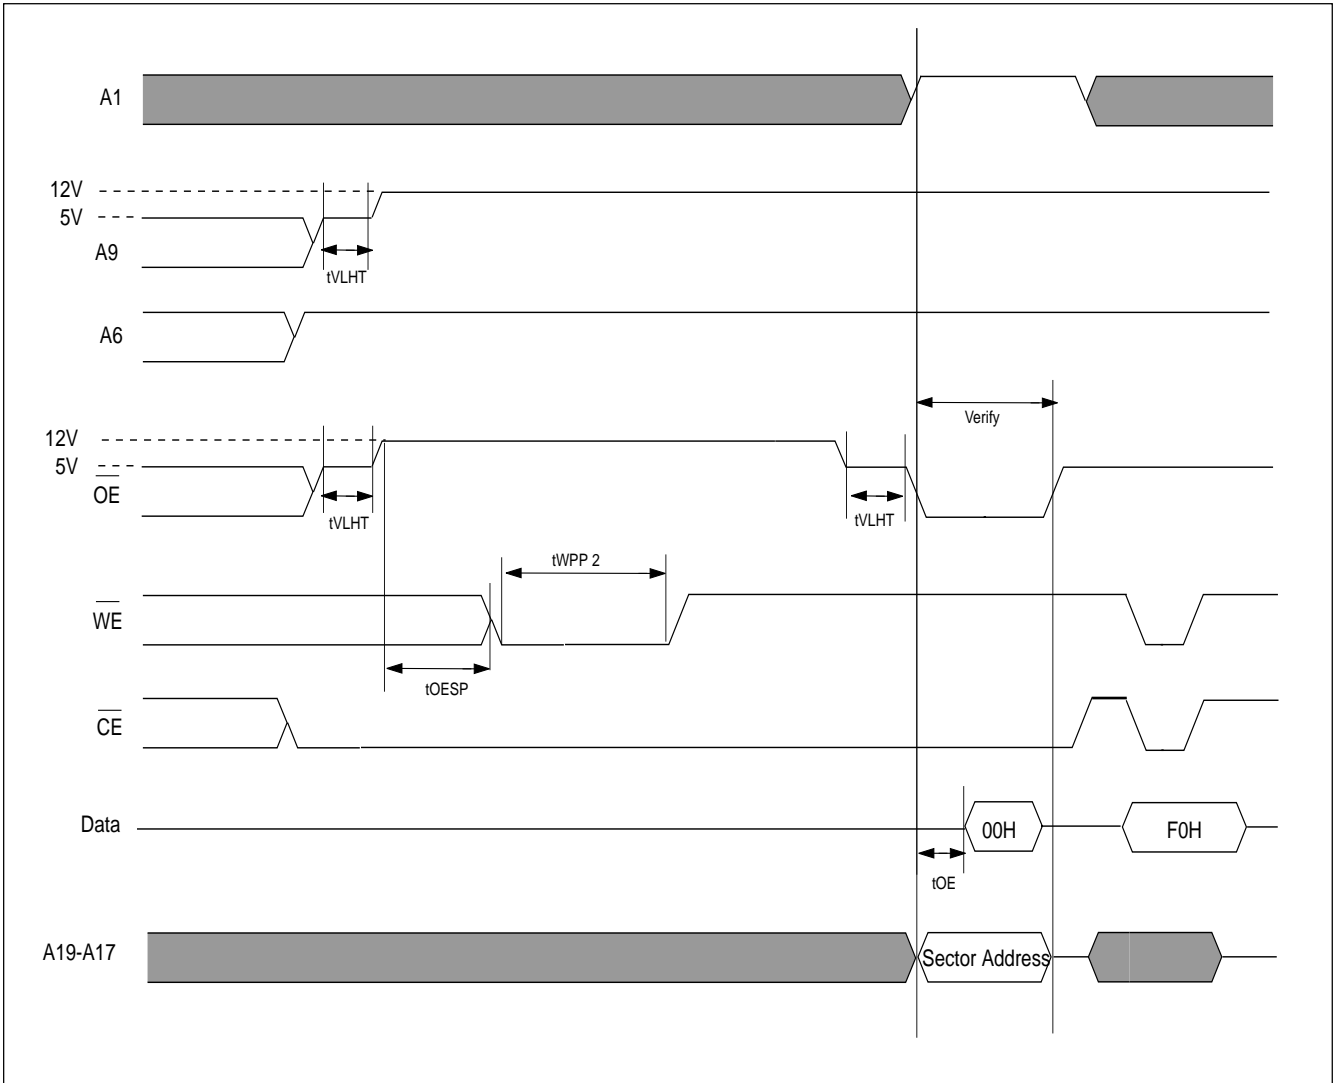 A1
12V
5V
A9
tVLHT
A6
Verify
12V
5V
OE
tVLHT
tVLHT
tWPP 2
WE
tOESP
CE
Data
00H
F0H
tOE
A19-A17
Sector Address